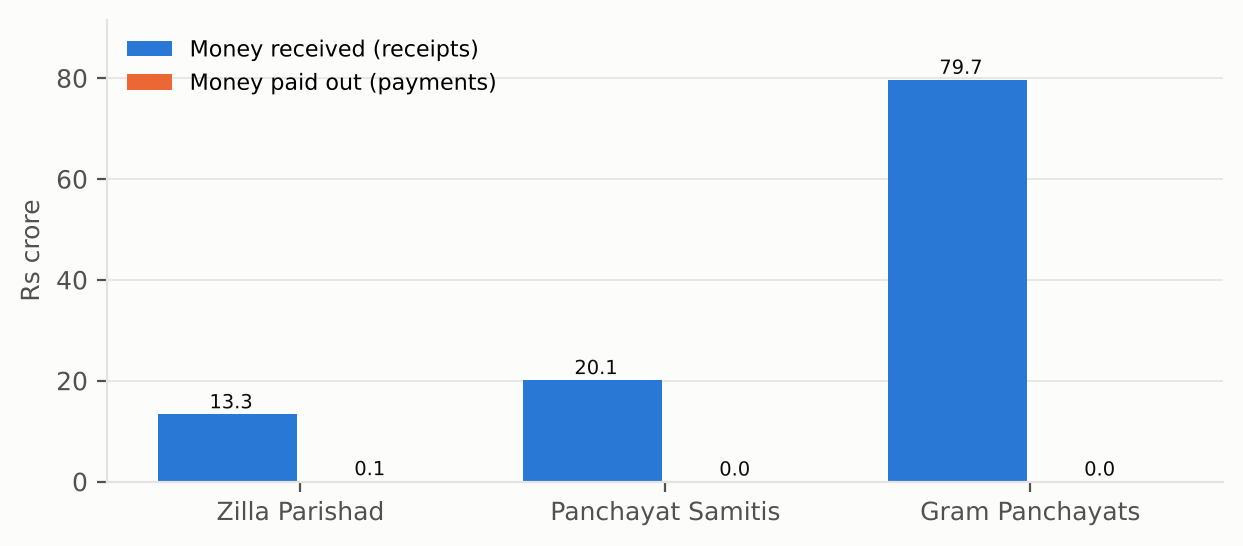 Money received (receipts)
Money paid out (payments)
Rs crore
80
60
40
20
0
13.3
0.1
20.1
0.0
79.7
0.0
Zilla Parishad
Panchayat Samitis
Gram Panchayats